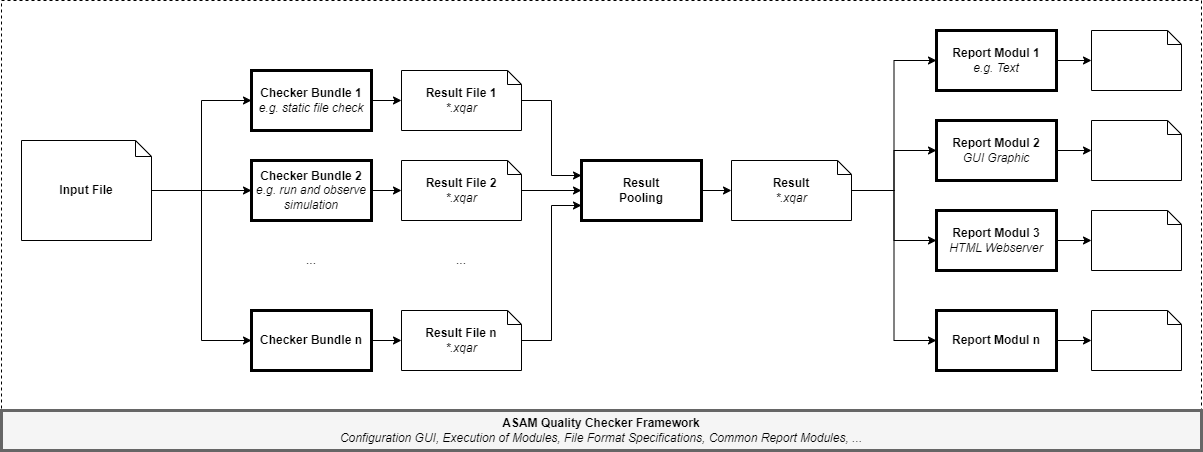 Input File
Checker Bundle 1
e.g. static file check
Result File 1
*.xqar
Checker Bundle 2
e.g. run and observe
simulation
Result File 2
*.xqar
...
...
Checker Bundle n
Result File n
*.xqar
Result
Pooling
Result
*.xqar
Report Modul 1
e.g. Text
Report Modul 2
GUI Graphic
Report Modul 3
HTML Webserver
Report Modul n
ASAM Quality Checker Framework
Configuration GUI, Execution of Modules, File Format Specifications, Common Report Modules, ...